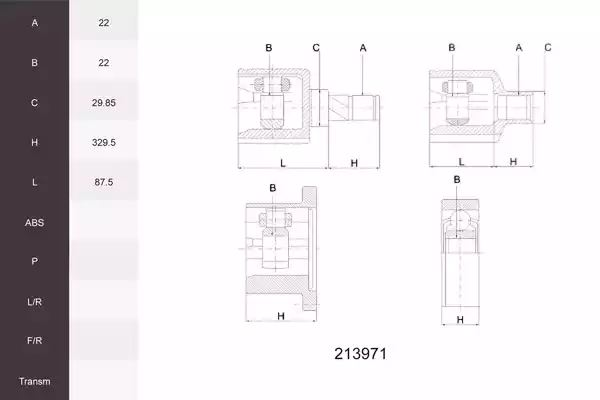 A 22
B 22
C 29.85
H 329.5
L 87.5
ABS
P
L/R
F/R
Transm
B C A
L H
B A C
L H
B
H
B
H
213971